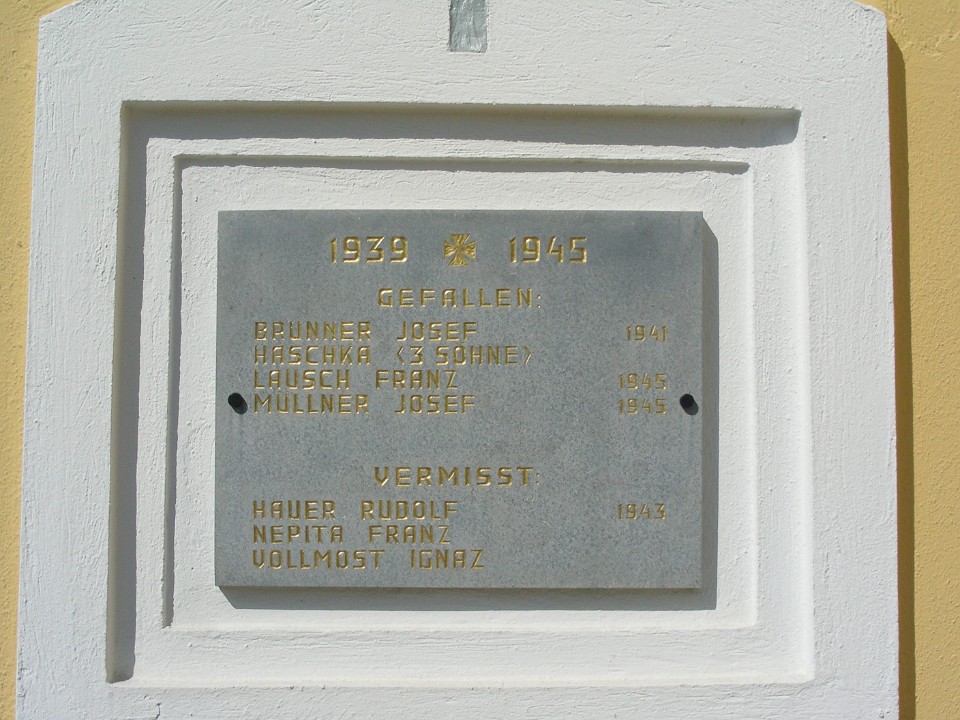 1939 1945
GEFALLEN:
BRUNNER JOSEF 1941
HASCHKA (3 SÖHNE)
LAUSCH FRANZ 1945
MÜLLNER JOSEF 1945
VERMISST:
HAUER RUDOLF 1943
NEPITA FRANZ
VOLLMOST IGNAZ